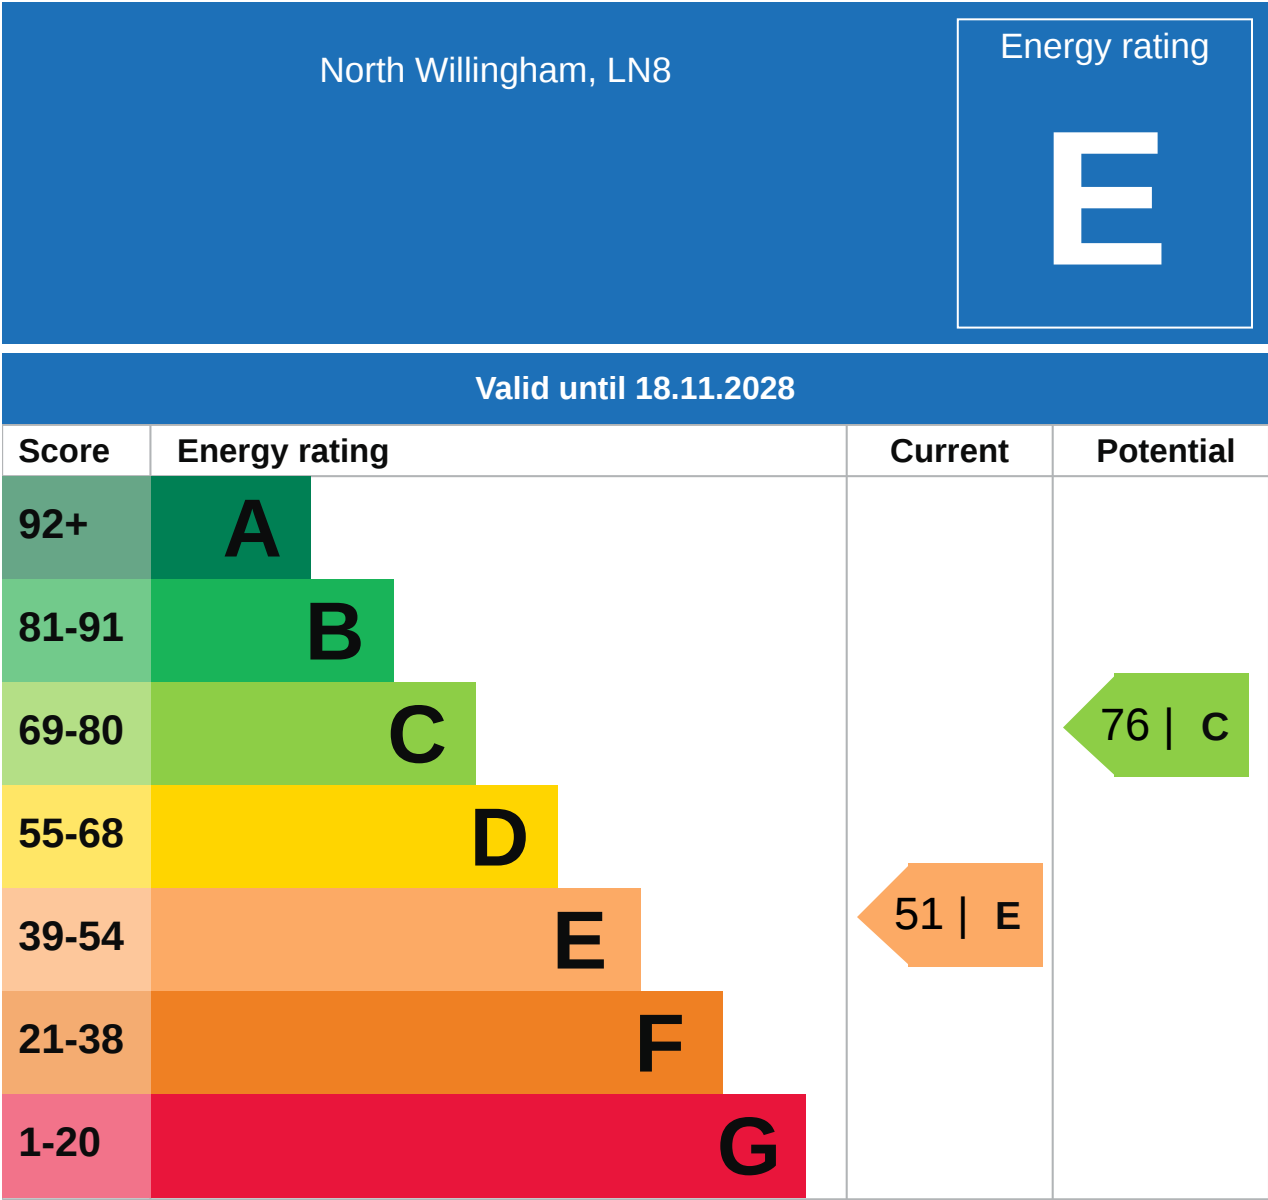 North Willingham, LN8
Energy rating
E
Valid until 18.11.2028
Score Energy rating Current Potential
92+ A
81-91 B
69-80 C
76 | C
55-68 D
39-54 E
51 | E
21-38 F
1-20 G